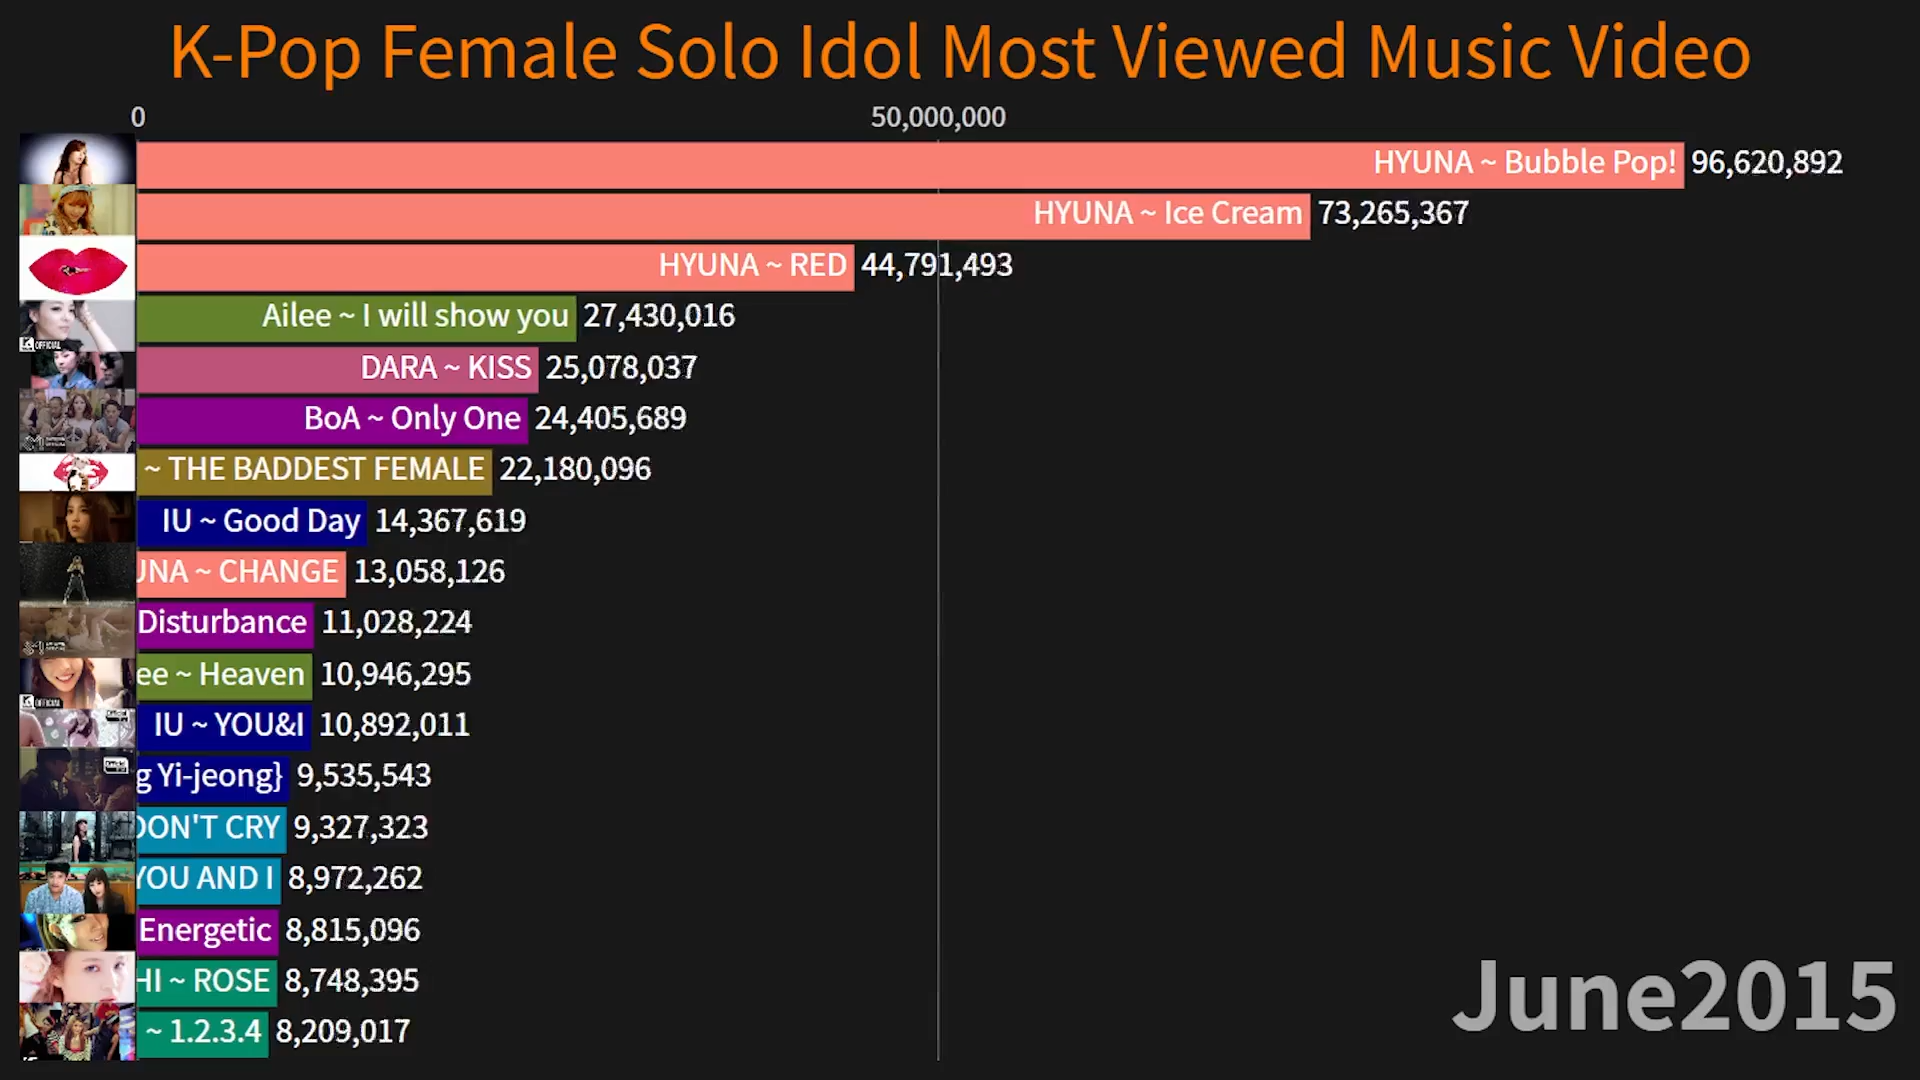 K-Pop Female Solo Idol Most Viewed Music Video
0 50,000,000
HYUNA ~ Bubble Pop! 96,620,892
HYUNA ~ Ice Cream 73,265,367
HYUNA ~ RED 44,791,493
Ailee ~ I will show you 27,430,016
DARA ~ KISS 25,078,037
BoA ~ Only One 24,405,689
~ THE BADDEST FEMALE 22,180,096
IU ~ Good Day 14,367,619
UNA ~ CHANGE 13,058,126
Disturbance 11,028,224
ee ~ Heaven 10,946,295
IU ~ YOU&I 10,892,011
g Yi-jeong} 9,535,543
DON'T CRY 9,327,323
YOU AND I 8,972,262
Energetic 8,815,096
HI ~ ROSE 8,748,395
~ 1.2.3.4 8,209,017
June2015